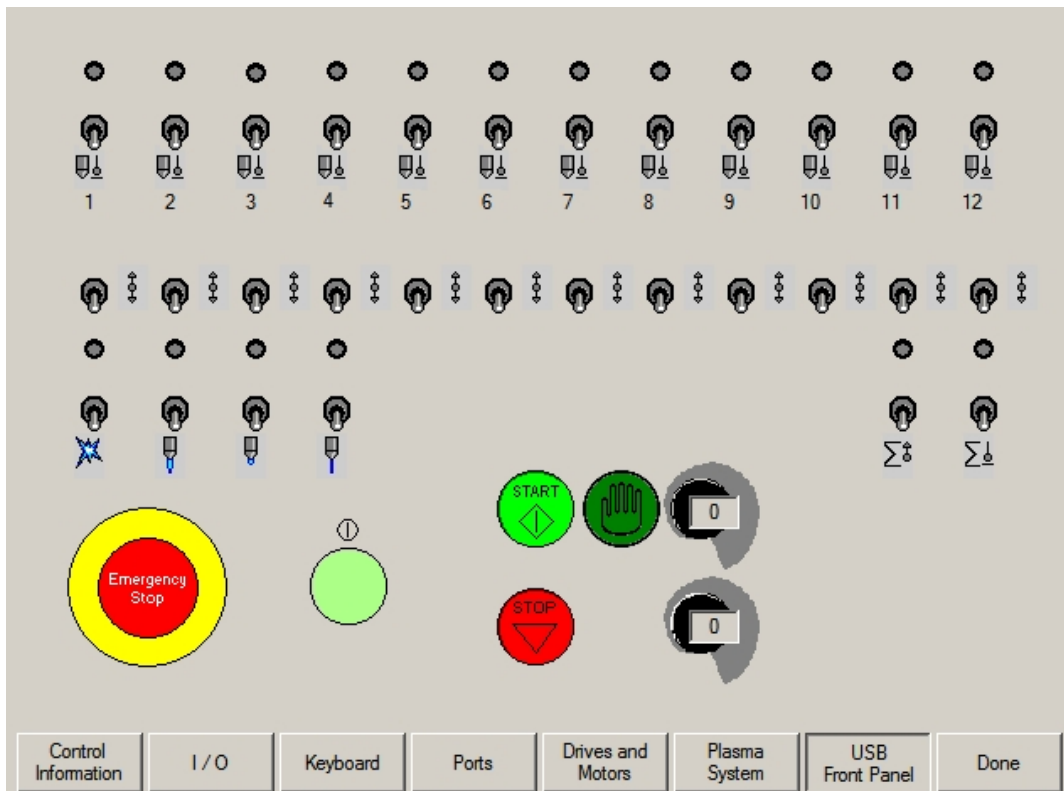 1 2 3 4 5 6 7 8 9 10 11 12
START
0
Emergency
Stop
STOP
0
Control
Information
I / O
Keyboard
Ports
Drives and
Motors
Plasma
System
USB
Front Panel
Done